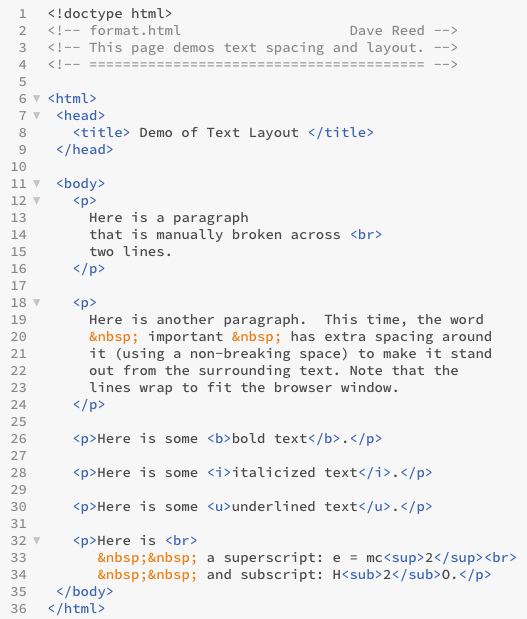 1 <!doctype html>
2 <!-- format.html                    Dave Reed -->
3 <!-- This page demos text spacing and layout. -->
4 <!-- ======================================== -->
5
6 <html>
7  <head>
8    <title> Demo of Text Layout </title>
9  </head>
10
11  <body>
12    <p>
13      Here is a paragraph
14      that is manually broken across <br>
15      two lines.
16    </p>
17
18    <p>
19      Here is another paragraph.  This time, the word
20      &nbsp; important &nbsp; has extra spacing around
21      it (using a non-breaking space) to make it stand
22      out from the surrounding text. Note that the
23      lines wrap to fit the browser window.
24    </p>
25
26    <p>Here is some <b>bold text</b>.</p>
27
28    <p>Here is some <i>italicized text</i>.</p>
29
30    <p>Here is some <u>underlined text</u>.</p>
31
32    <p>Here is <br>
33       &nbsp;&nbsp; a superscript: e = mc<sup>2</sup><br>
34       &nbsp;&nbsp; and subscript: H<sub>2</sub>O.</p>
35  </body>
36 </html>